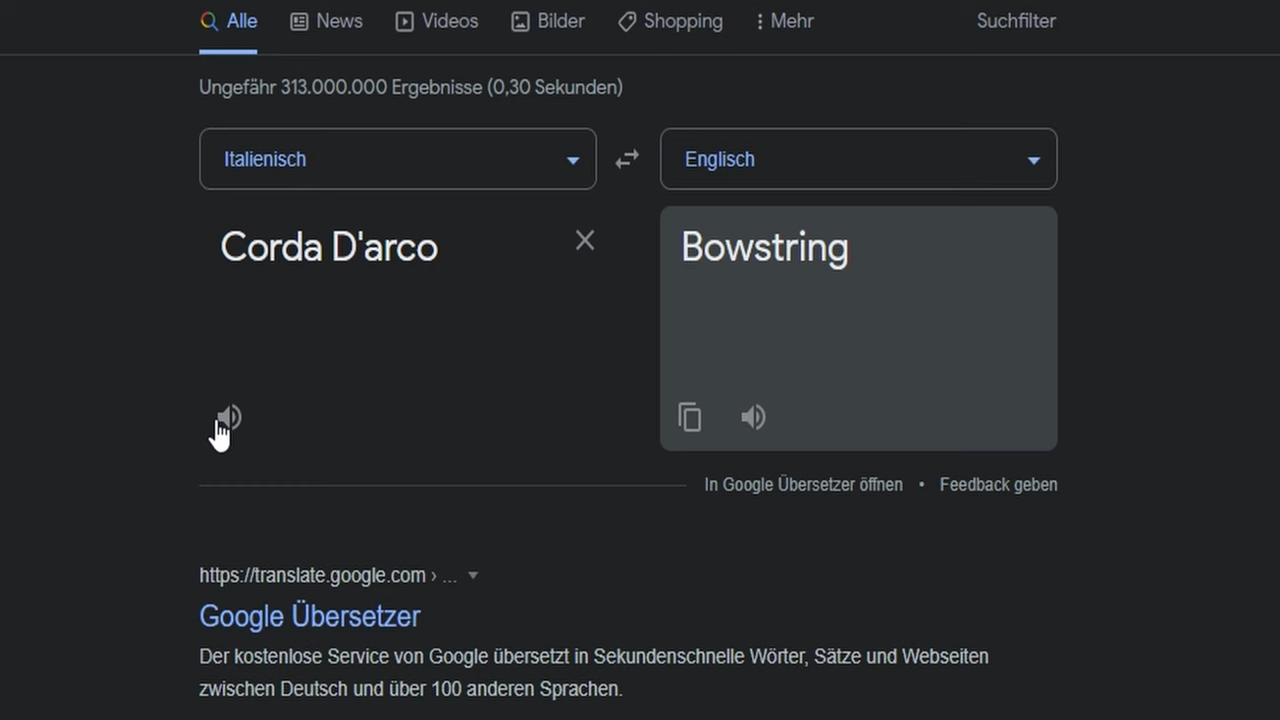 Alle News Videos Bilder Shopping Mehr Suchfilter
Ungefähr 313.000.000 Ergebnisse (0,30 Sekunden)
Italienisch Englisch
Corda D'arco Bowstring
In Google Übersetzer öffnen • Feedback geben
https://translate.google.com › ...
Google Übersetzer
Der kostenlose Service von Google übersetzt in Sekundenschnelle Wörter, Sätze und Webseiten
zwischen Deutsch und über 100 anderen Sprachen.